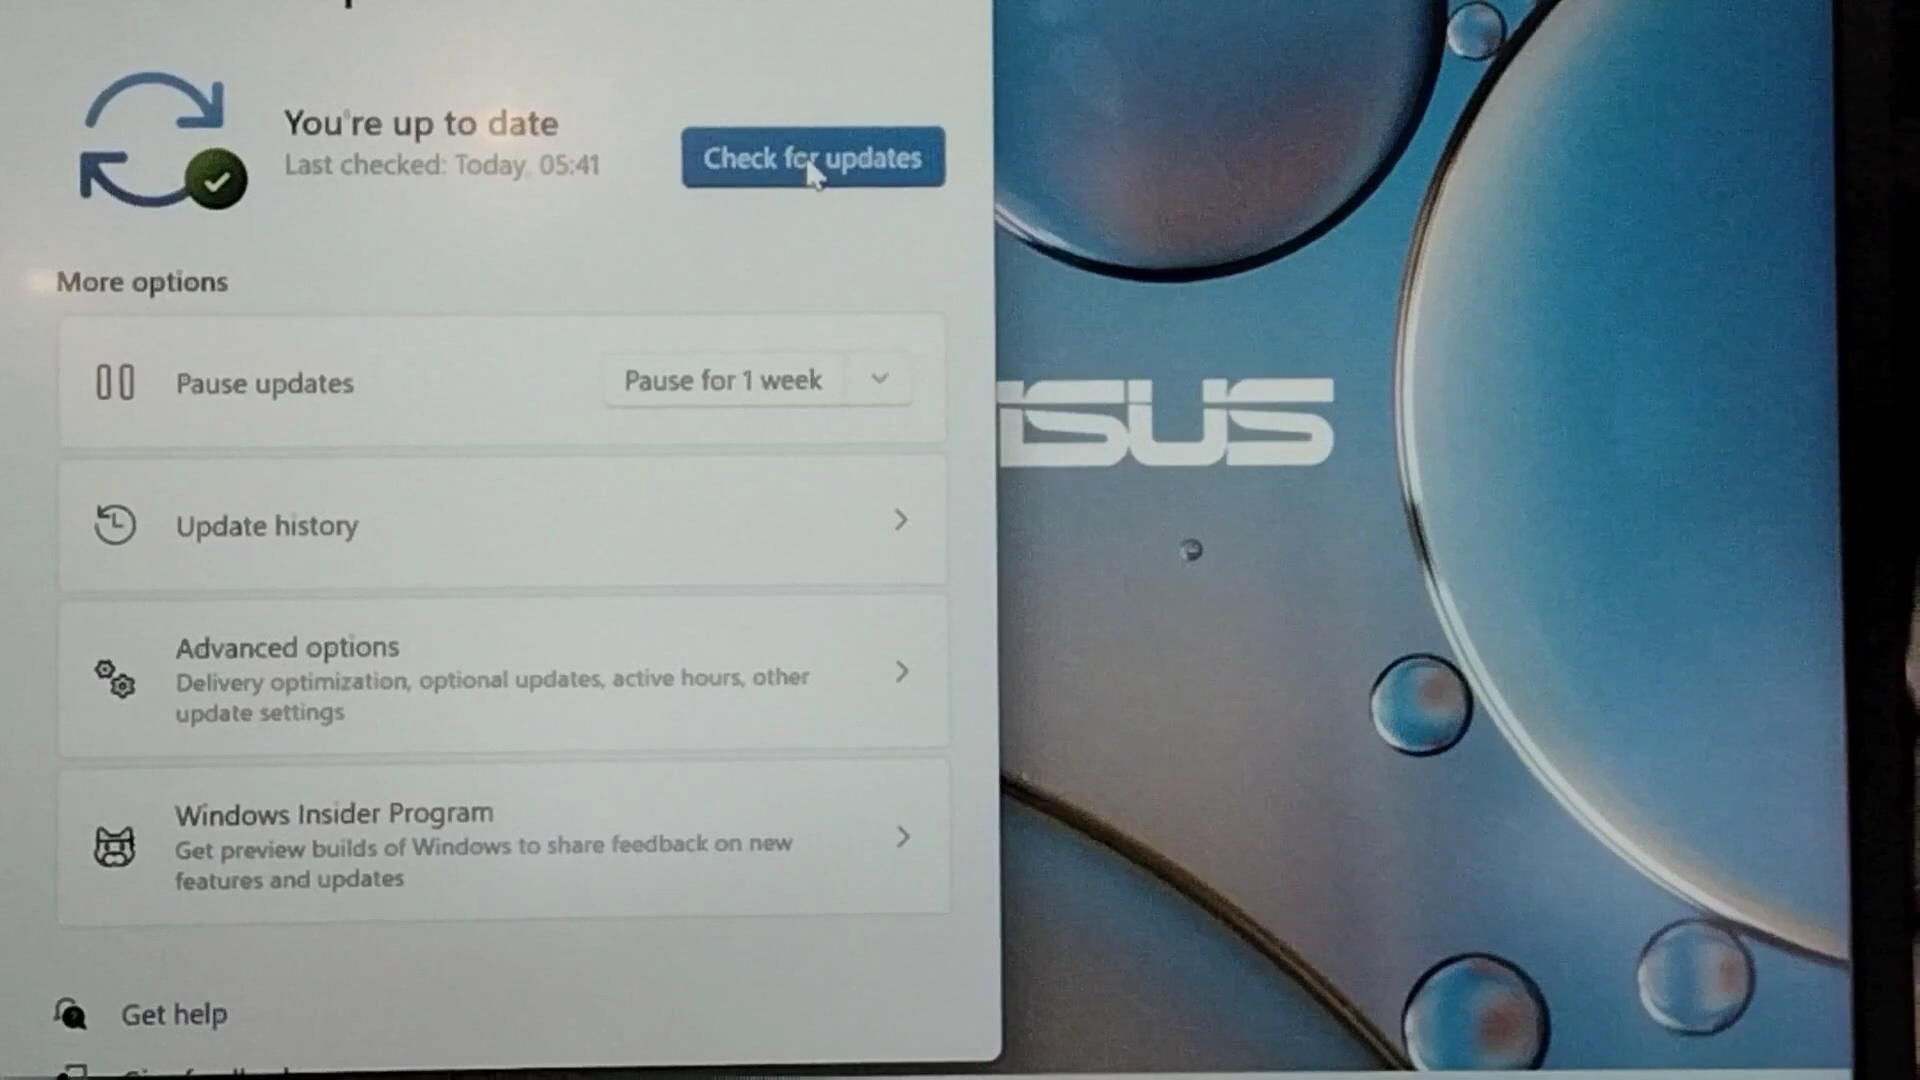 You're up to date
Last checked: Today, 05:41
Check for updates
More options
Pause updates
Pause for 1 week
Update history
Advanced options
Delivery optimization, optional updates, active hours, other
update settings
Windows Insider Program
Get preview builds of Windows to share feedback on new
features and updates
Get help
SUS